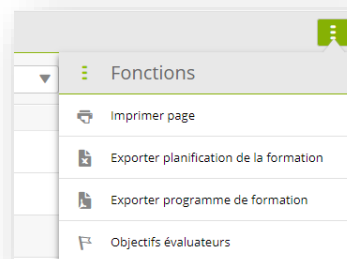 Fonctions
Imprimer page
Exporter planification de la formation
Exporter programme de formation
Objectifs évaluateurs